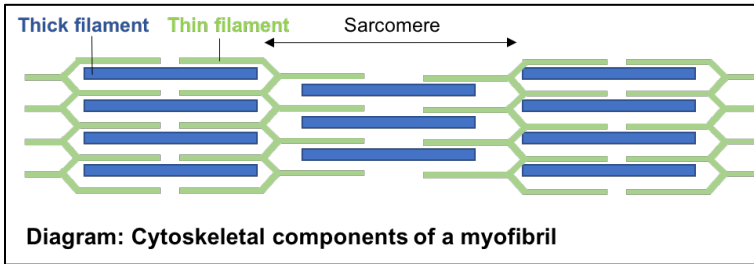 Thick filament Thin filament Sarcomere
Diagram: Cytoskeletal components of a myofibril